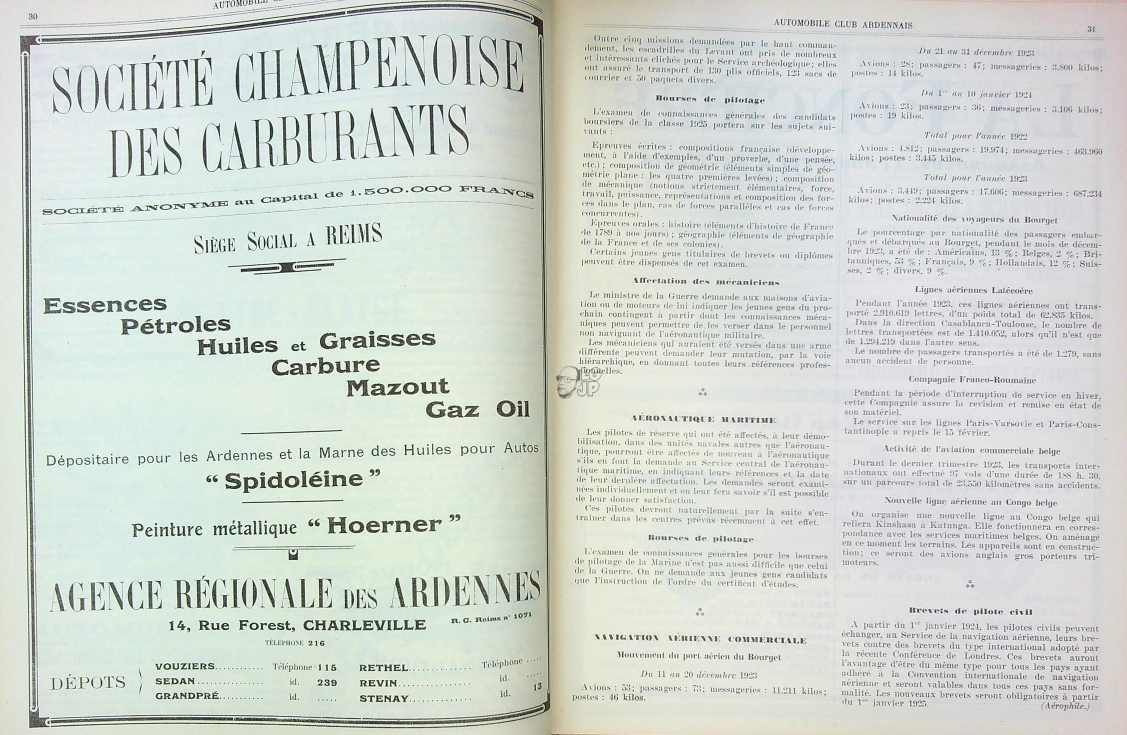 30
AUTOMOBILE CL
SOCIÉTÉ CHAMPENOISE
DES CARBURANTS
SOCIÉTÉ ANONYME au Capital de 1.500.000 FRANCS
SIÈGE SOCIAL A REIMS
Essences
Pétroles
Huiles et Graisses
Carbure
Mazout
Gaz Oil
Dépositaire pour les Ardennes et la Marne des Huiles pour Autos
“ Spidoléine ”
Peinture métallique “ Hoerner ”
AGENCE RÉGIONALE DES ARDENNES
14, Rue Forest, CHARLEVILLE R. C. Reims n° 1071
TÉLÉPHONE 216
DÉPOTS
VOUZIERS........... Téléphone 115
SEDAN.............. id. 239
GRANDPRÉ........... id. .....
RETHEL............. Téléphone .....
REVIN.............. id. .....
STENAY............. id. 13
AUTOMOBILE CLUB ARDENNAIS
31
Outre cinq missions demandées par le haut comman-
dement, les escadrilles du Levant ont pris de nombreux
et intéressants clichés pour le Service archéologique; elles
ont assuré le transport de 130 plis officiels, 123 sacs de
courrier et 50 paquets divers.
Bourses de pilotage
L'examen de connaissances générales des candidats
boursiers de la classe 1925 portera sur les sujets sui-
vants :
Epreuves écrites : compositions française (développe-
ment, à l'aide d'exemples, d'un proverbe, d'une pensée,
etc.) ; composition de géométrie (éléments simples de géo-
métrie plane : les quatre premières levées) ; composition
de mécanique (notions strictement élémentaires, force,
travail, puissance, représentations et composition des for-
ces dans le plan, cas de forces parallèles et cas de forces
concurrentes).
Epreuves orales : histoire (éléments d'histoire de France
de 1789 à nos jours) ; géographie (éléments de géographie
de la France et de ses colonies).
Certains jeunes gens titulaires de brevets ou diplômes
peuvent être dispensés de cet examen.
Affectation des mécaniciens
Le ministre de la Guerre demande aux maisons d'avia-
tion ou de moteurs de lui indiquer les jeunes gens du pro-
chain contingent à partir dont les connaissances méca-
niques peuvent permettre de les verser dans le personnel
non naviguant de l'aéronautique militaire.
Les mécaniciens qui auraient été versés dans une arme
différente peuvent demander leur mutation, par la voie
hiérarchique, en donnant toutes leurs références profes-
sionnelles.
LO
JP
AÉRONAUTIQUE MARITIME
Les pilotes de réserve qui ont été affectés, à leur démo-
bilisation, dans des unités navales autres que l'aéronau-
tique, pourront être affectés de nouveau à l'aéronautique
s'ils en font la demande au Service central de l'aéronau-
tique maritime, en indiquant leurs références et la date
de leur dernière affectation. Les demandes seront exami-
nées individuellement et on leur fera savoir s'il est possible
de leur donner satisfaction.
Ces pilotes devront naturellement par la suite s'en-
traîner dans les centres prévus récemment à cet effet.
Bourses de pilotage
L'examen de connaissances générales pour les bourses
de pilotage de la Marine n'est pas aussi difficile que celui
de la Guerre. On ne demande aux jeunes gens candidats
que l'instruction de l'ordre du certificat d'études.
NAVIGATION AÉRIENNE COMMERCIALE
Mouvement du port aérien du Bourget
Du 11 au 20 décembre 1923
Avions : 53; passagers : 73; messageries : 11.211 kilos;
postes : 46 kilos.
Du 21 au 31 décembre 1923
Avions : 28; passagers : 47; messageries : 3.800 kilos;
postes : 14 kilos.
Du 1er au 10 janvier 1924
Avions : 23; passagers : 36; messageries : 3.106 kilos;
postes : 19 kilos.
Total pour l'année 1922
Avions : 4.812; passagers : 19.974; messageries : 463.960
kilos; postes : 3.445 kilos.
Total pour l'année 1923
Avions : 3.449; passagers : 17.606; messageries : 687.234
kilos; postes : 2.224 kilos.
Nationalité des voyageurs du Bourget
Le pourcentage par nationalité des passagers embar-
qués et débarqués au Bourget, pendant le mois de décem-
bre 1923, a été de : Américains, 13 %; Belges, 2 %; Bri-
tanniques, 53 %; Français, 9 %; Hollandais, 12 %; Suis-
ses, 2 %; divers, 9 %.
Lignes aériennes Latécoère
Pendant l'année 1923, ces lignes aériennes ont trans-
porté 2.910.619 lettres, d'un poids total de 62.835 kilos.
Dans la direction Casablanca-Toulouse, le nombre de
lettres transportées est de 1.410.052, alors qu'il n'est que
de 1.294.219 dans l'autre sens.
Le nombre de passagers transportés a été de 1.279, sans
aucun accident de personne.
Compagnie Franco-Roumaine
Pendant la période d'interruption de service en hiver,
cette Compagnie assure la revision et remise en état de
son matériel.
Le service sur les lignes Paris-Varsovie et Paris-Cons-
tantinople a repris le 15 février.
Activité de l'aviation commerciale belge
Durant le dernier trimestre 1923, les transports inter-
nationaux ont effectué 97 vols d'une durée de 188 h. 30,
sur un parcours total de 23.550 kilomètres sans accidents.
Nouvelle ligne aérienne au Congo belge
On organise une nouvelle ligne au Congo belge qui
reliera Kinshasa à Katunga. Elle fonctionnera en corres-
pondance avec les services maritimes belges. On aménage
en ce moment les terrains. Les appareils sont en construc-
tion; ce seront des avions anglais gros porteurs tri-
moteurs.
Brevets de pilote civil
A partir du 1er janvier 1924, les pilotes civils peuvent
échanger, au Service de la navigation aérienne, leurs bre-
vets contre des brevets du type international adopté par
la récente Conférence de Londres. Ces brevets auront
l'avantage d'être du même type pour tous les pays ayant
adhéré à la Convention internationale de navigation
aérienne et seront valables dans tous ces pays sans for-
malité. Les nouveaux brevets seront obligatoires à partir
du 1er janvier 1925.
(Aérophile.)